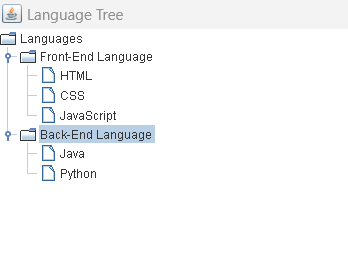 Language Tree
Languages
Front-End Language
HTML
CSS
JavaScript
Back-End Language
Java
Python